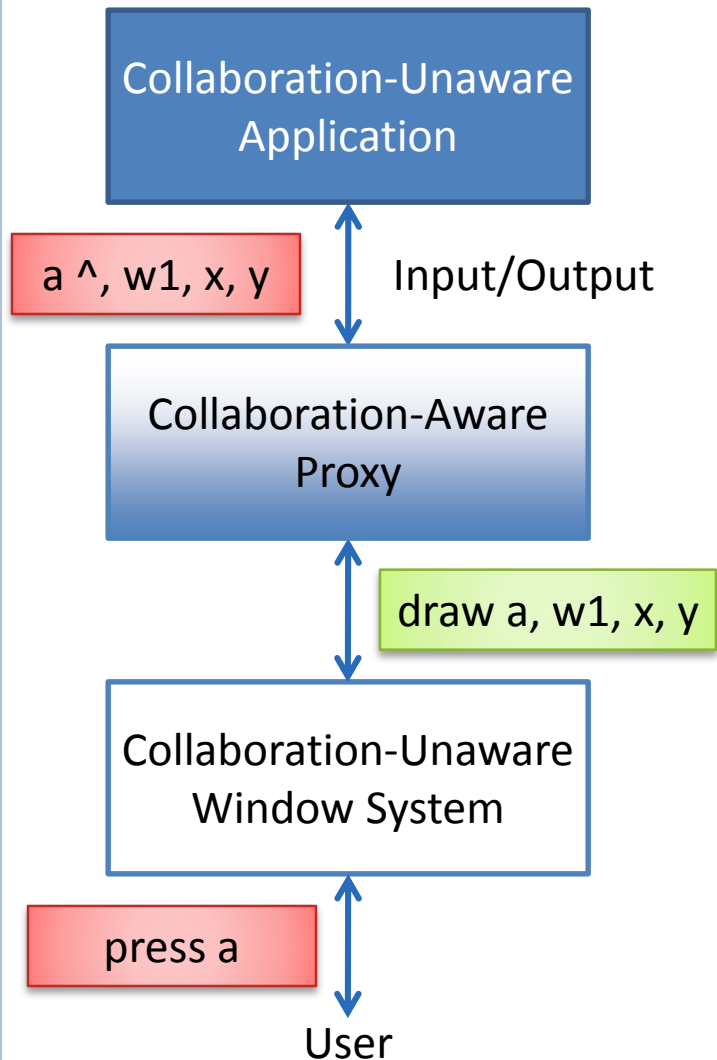 Collaboration-Unaware
Application
a ^, w1, x, y
Input/Output
Collaboration-Aware
Proxy
draw a, w1, x, y
Collaboration-Unaware
Window System
press a
User